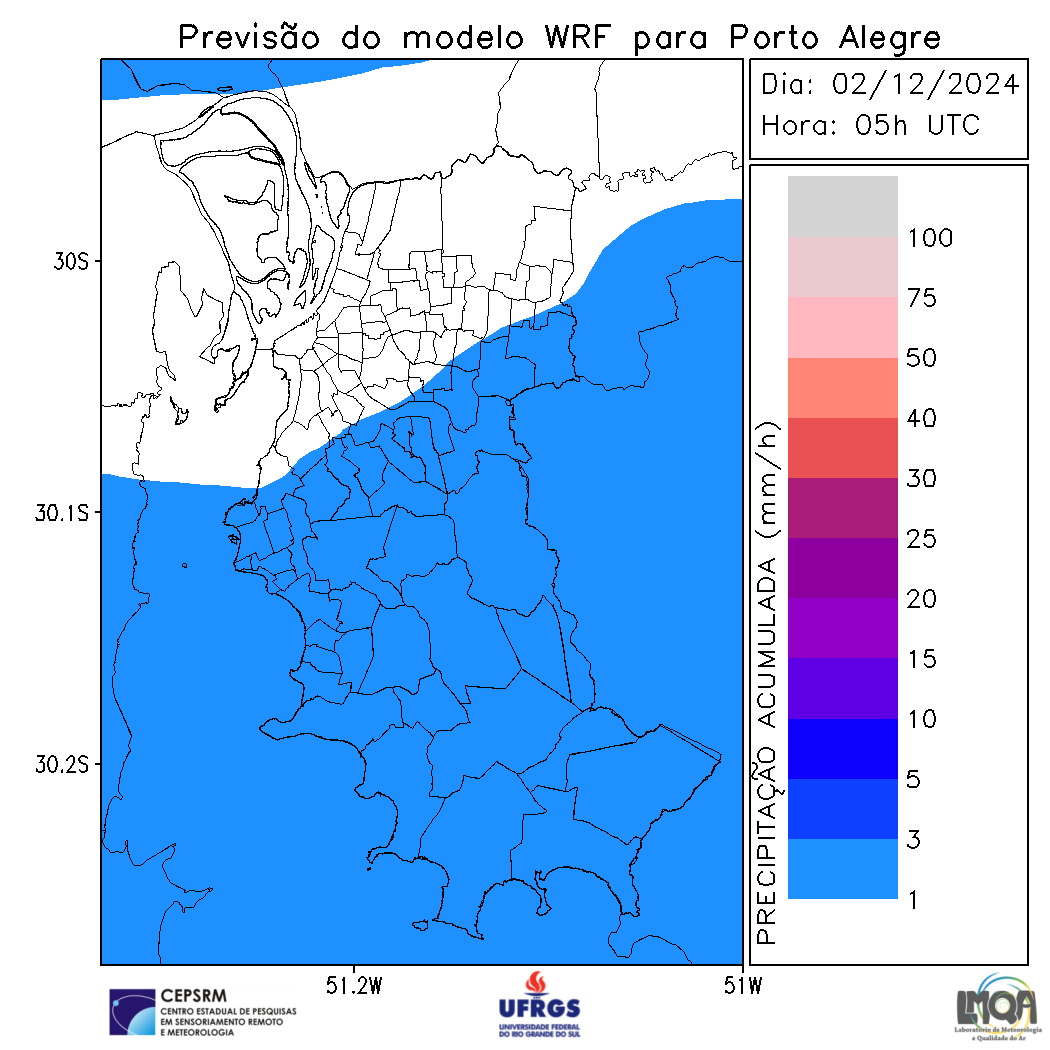 Previsão do modelo WRF para Porto Alegre
Dia: 02/12/2024
Hora: 05h UTC
30S
30.1S
30.2S
51.2W
51W
PRECIPITAÇÃO ACUMULADA (mm/h)
100
75
50
40
30
25
20
15
10
5
3
1
CEPSRM
CENTRO ESTADUAL DE PESQUISAS
EM SENSORIAMENTO REMOTO
E METEOROLOGIA
UFRGS
UNIVERSIDADE FEDERAL
DO RIO GRANDE DO SUL
LMQA
Laboratório de Meteorologia
e Qualidade do Ar